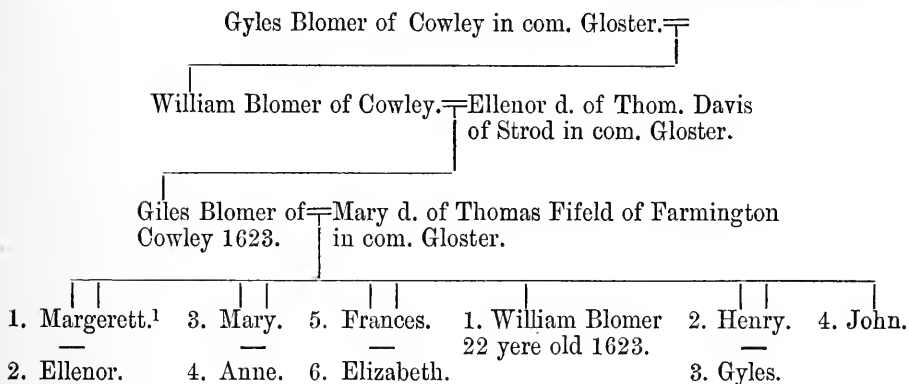 Gyles Blomer of Cowley in com. Gloster.
William Blomer of Cowley. Ellenor d. of Thom. Davis
of Strod in com. Gloster.
Giles Blomer of Mary d. of Thomas Fifeld of Farmington
Cowley 1623. in com. Gloster.
1. Margerett.¹ 3. Mary. 5. Frances. 1. William Blomer 2. Henry. 4. John.
22 yere old 1623.
2. Ellenor. 4. Anne. 6. Elizabeth. 3. Gyles.